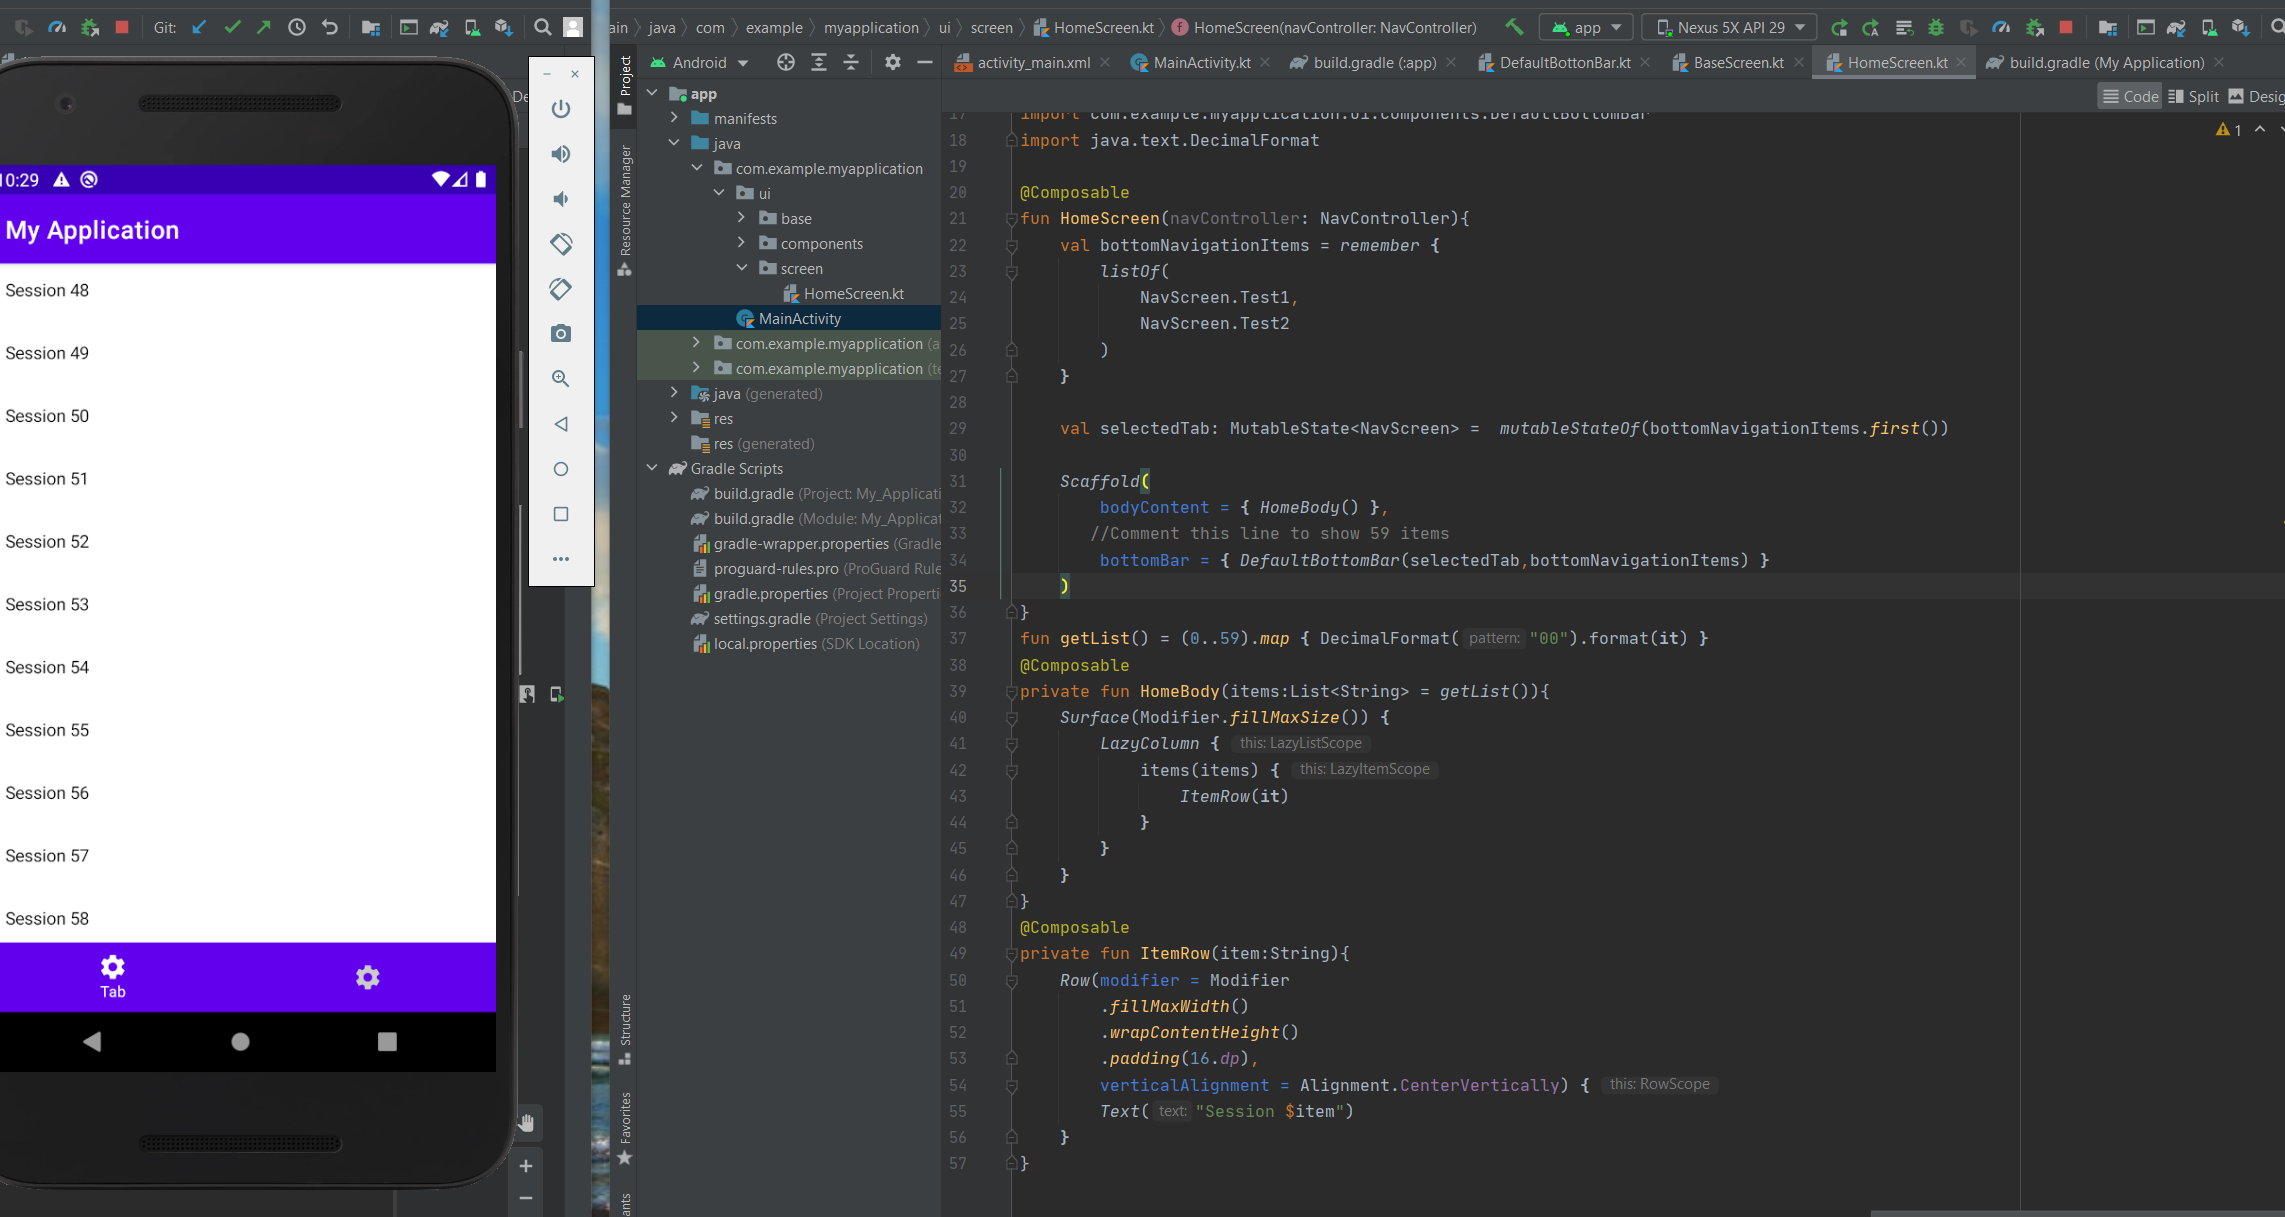 Git:
ain java com example myapplication ui screen HomeScreen.kt HomeScreen(navController: NavController) app Nexus 5X API 29
Android
activity_main.xml MainActivity.kt build.gradle (:app) DefaultBottonBar.kt BaseScreen.kt HomeScreen.kt build.gradle (My Application)
Code Split Desig
De
1
10:29
My Application
Session 48
Session 49
Session 50
Session 51
Session 52
Session 53
Session 54
Session 55
Session 56
Session 57
Session 58
Tab
Project
Resource Manager
Structure
Favorites
ants
app
manifests
java
com.example.myapplication
ui
base
components
screen
HomeScreen.kt
MainActivity
com.example.myapplication (a
com.example.myapplication (te
java (generated)
res
res (generated)
Gradle Scripts
build.gradle (Project: My_Applicati
build.gradle (Module: My_Applicat
gradle-wrapper.properties (Gradle
proguard-rules.pro (ProGuard Rule
gradle.properties (Project Properti
settings.gradle (Project Settings)
local.properties (SDK Location)
17 import com.example.myapplication.ui.components.DefaultBottomBar
18 import java.text.DecimalFormat
19
20 @Composable
21 fun HomeScreen(navController: NavController){
22 val bottomNavigationItems = remember {
23 listOf(
24 NavScreen.Test1,
25 NavScreen.Test2
26 )
27 }
28
29 val selectedTab: MutableState<NavScreen> =  mutableStateOf(bottomNavigationItems.first())
30
31 Scaffold(
32 bodyContent = { HomeBody() },
33 //Comment this line to show 59 items
34 bottomBar = { DefaultBottomBar(selectedTab,bottomNavigationItems) }
35 )
36 }
37 fun getList() = (0..59).map { DecimalFormat( pattern: "00").format(it) }
38 @Composable
39 private fun HomeBody(items:List<String> = getList()){
40 Surface(Modifier.fillMaxSize()) {
41 LazyColumn { this: LazyListScope
42 items(items) { this: LazyItemScope
43 ItemRow(it)
44 }
45 }
46 }
47 }
48 @Composable
49 private fun ItemRow(item:String){
50 Row(modifier = Modifier
51 .fillMaxWidth()
52 .wrapContentHeight()
53 .padding(16.dp),
54 verticalAlignment = Alignment.CenterVertically) { this: RowScope
55 Text( text: "Session $item")
56 }
57 }